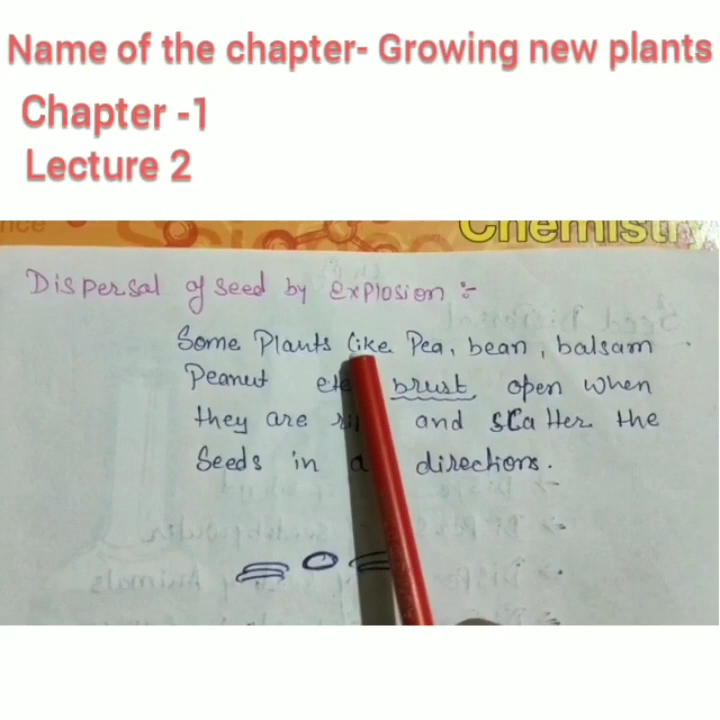 Name of the chapter- Growing new plants
Chapter -1
Lecture 2
Chemistry
Dispersal of seed by explosion :-
Some Plants like Pea, bean, balsam
Peanut etc brust open when
they are and scatter the
Seeds in directions.